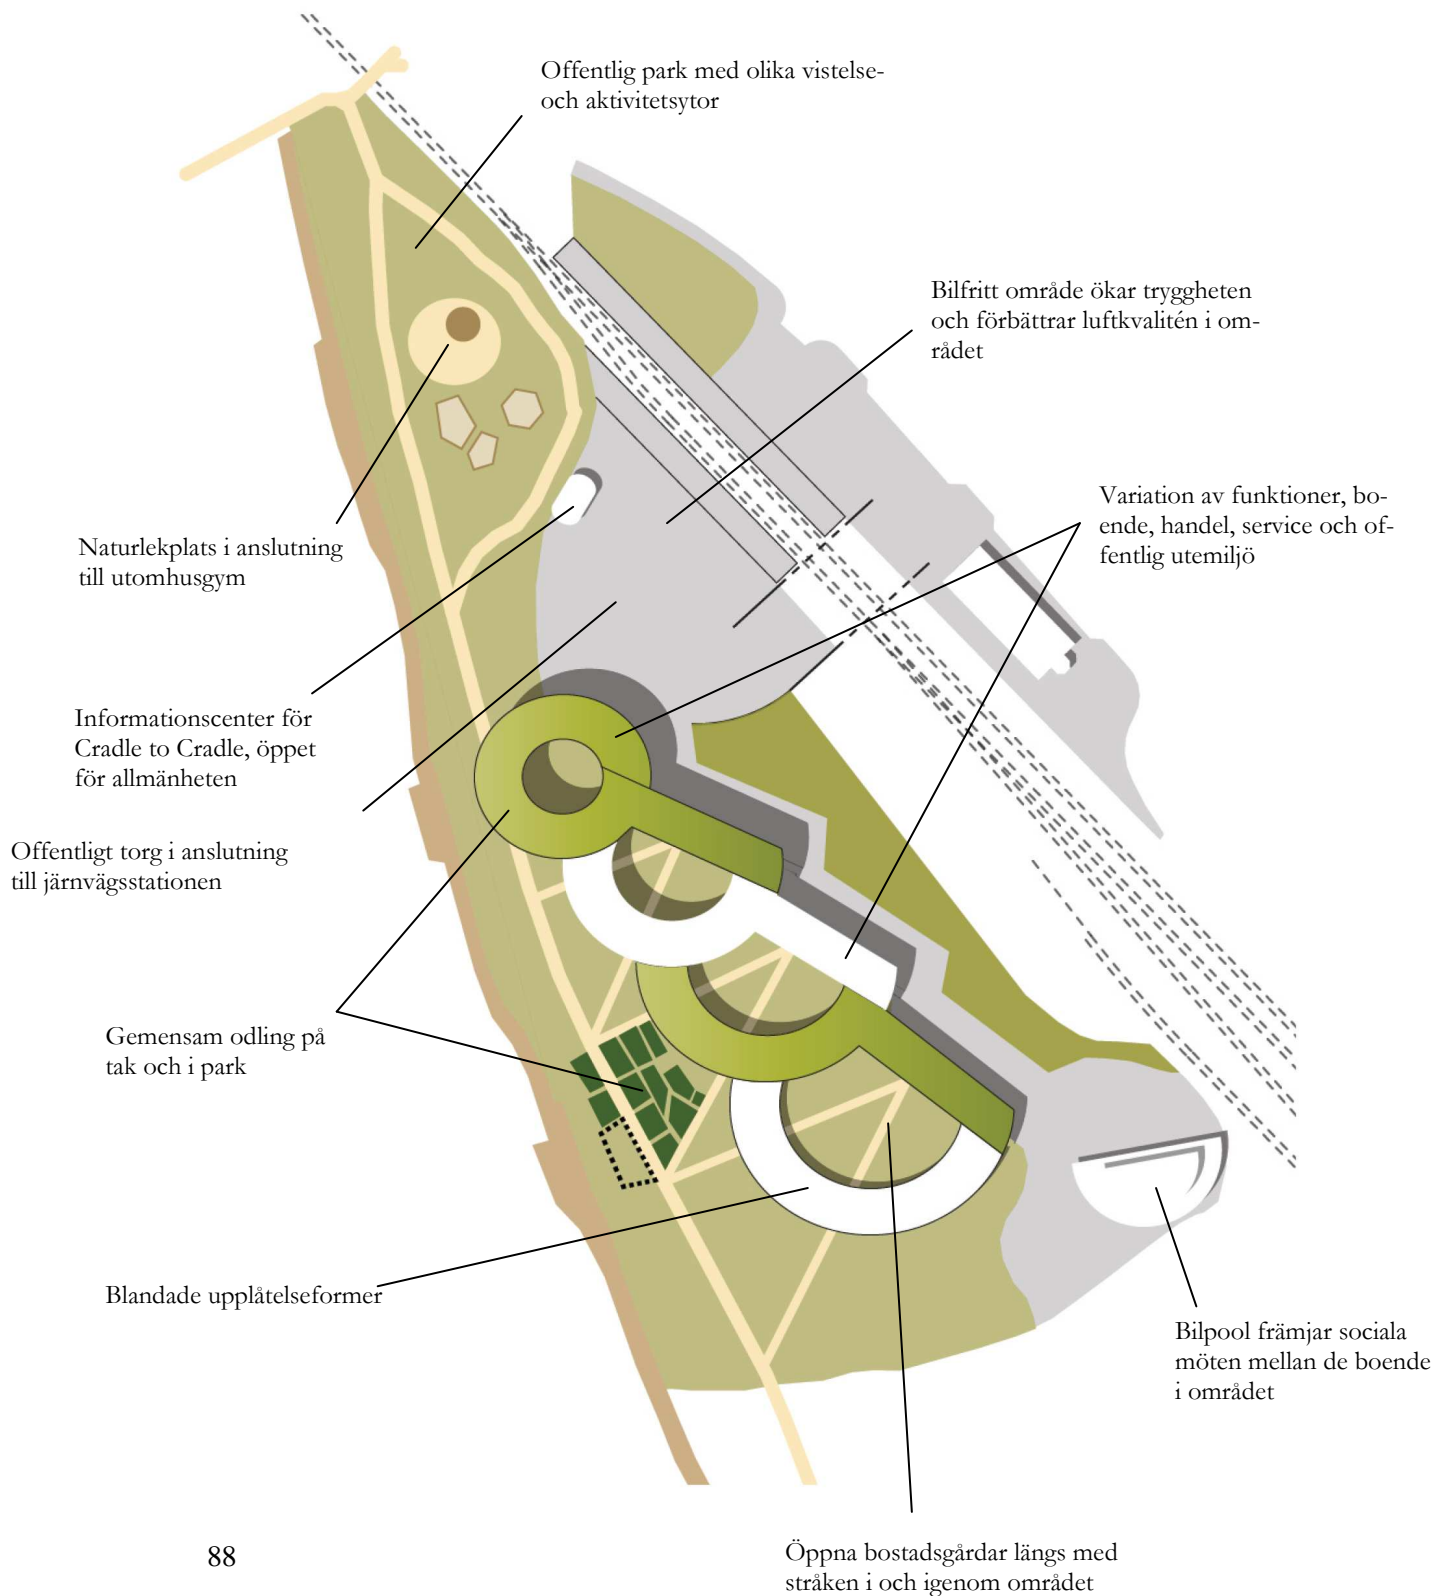 Offentlig park med olika vistelse-
och aktivitetsytor
Bilfritt område ökar tryggheten
och förbättrar luftkvalitén i om-
rådet
Variation av funktioner, bo-
ende, handel, service och of-
fentlig utemiljö
Naturlekplats i anslutning
till utomhusgym
Informationscenter för
Cradle to Cradle, öppet
för allmänheten
Offentligt torg i anslutning
till järnvägsstationen
Gemensam odling på
tak och i park
Blandade upplåtelseformer
Bilpool främjar sociala
möten mellan de boende
i området
Öppna bostadsgårdar längs med
stråken i och igenom området
88